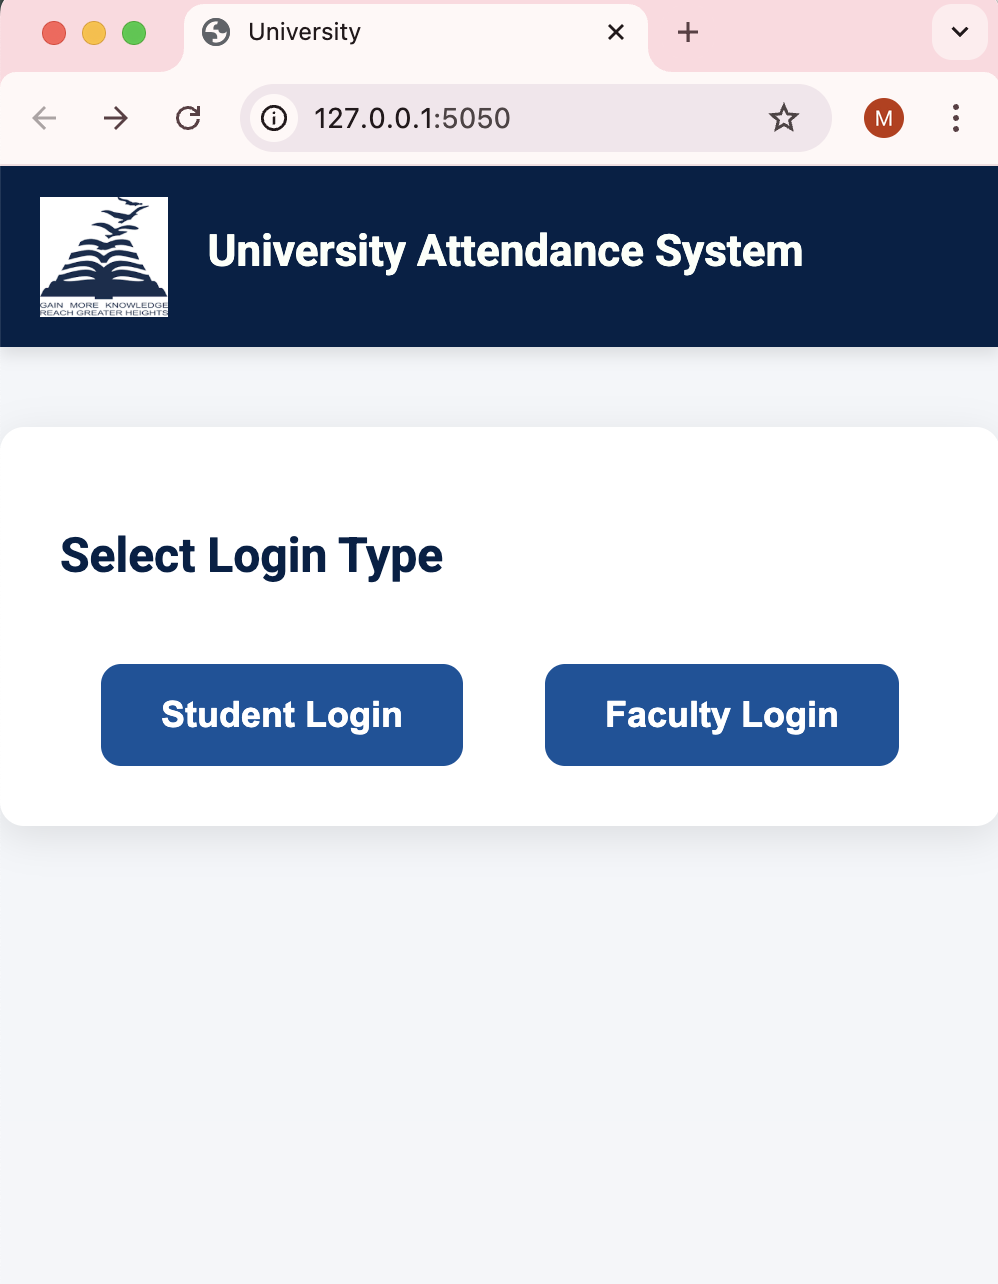 University
127.0.0.1:5050
M
GAIN MORE KNOWLEDGE
REACH GREATER HEIGHTS
University Attendance System
Select Login Type
Student Login
Faculty Login